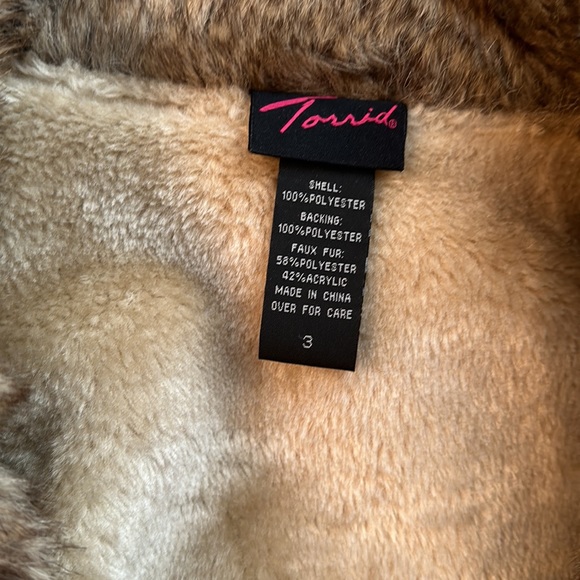 Torrid®
SHELL:
100%POLYESTER
BACKING:
100%POLYESTER
FAUX FUR:
58%POLYESTER
42%ACRYLIC
MADE IN CHINA
OVER FOR CARE
3